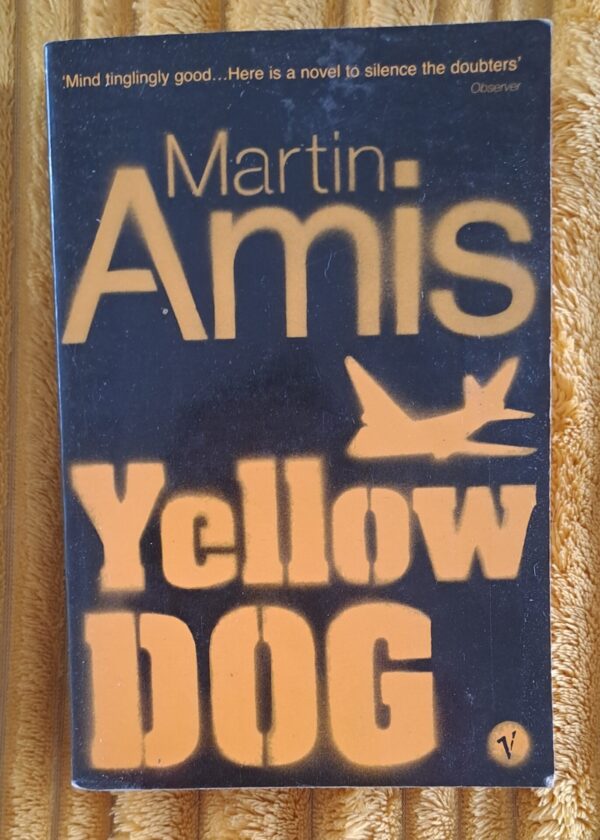 'Mind tinglingly good...Here is a novel to silence the doubters'
Observer
Martin
Amis
Yellow
DOG
V